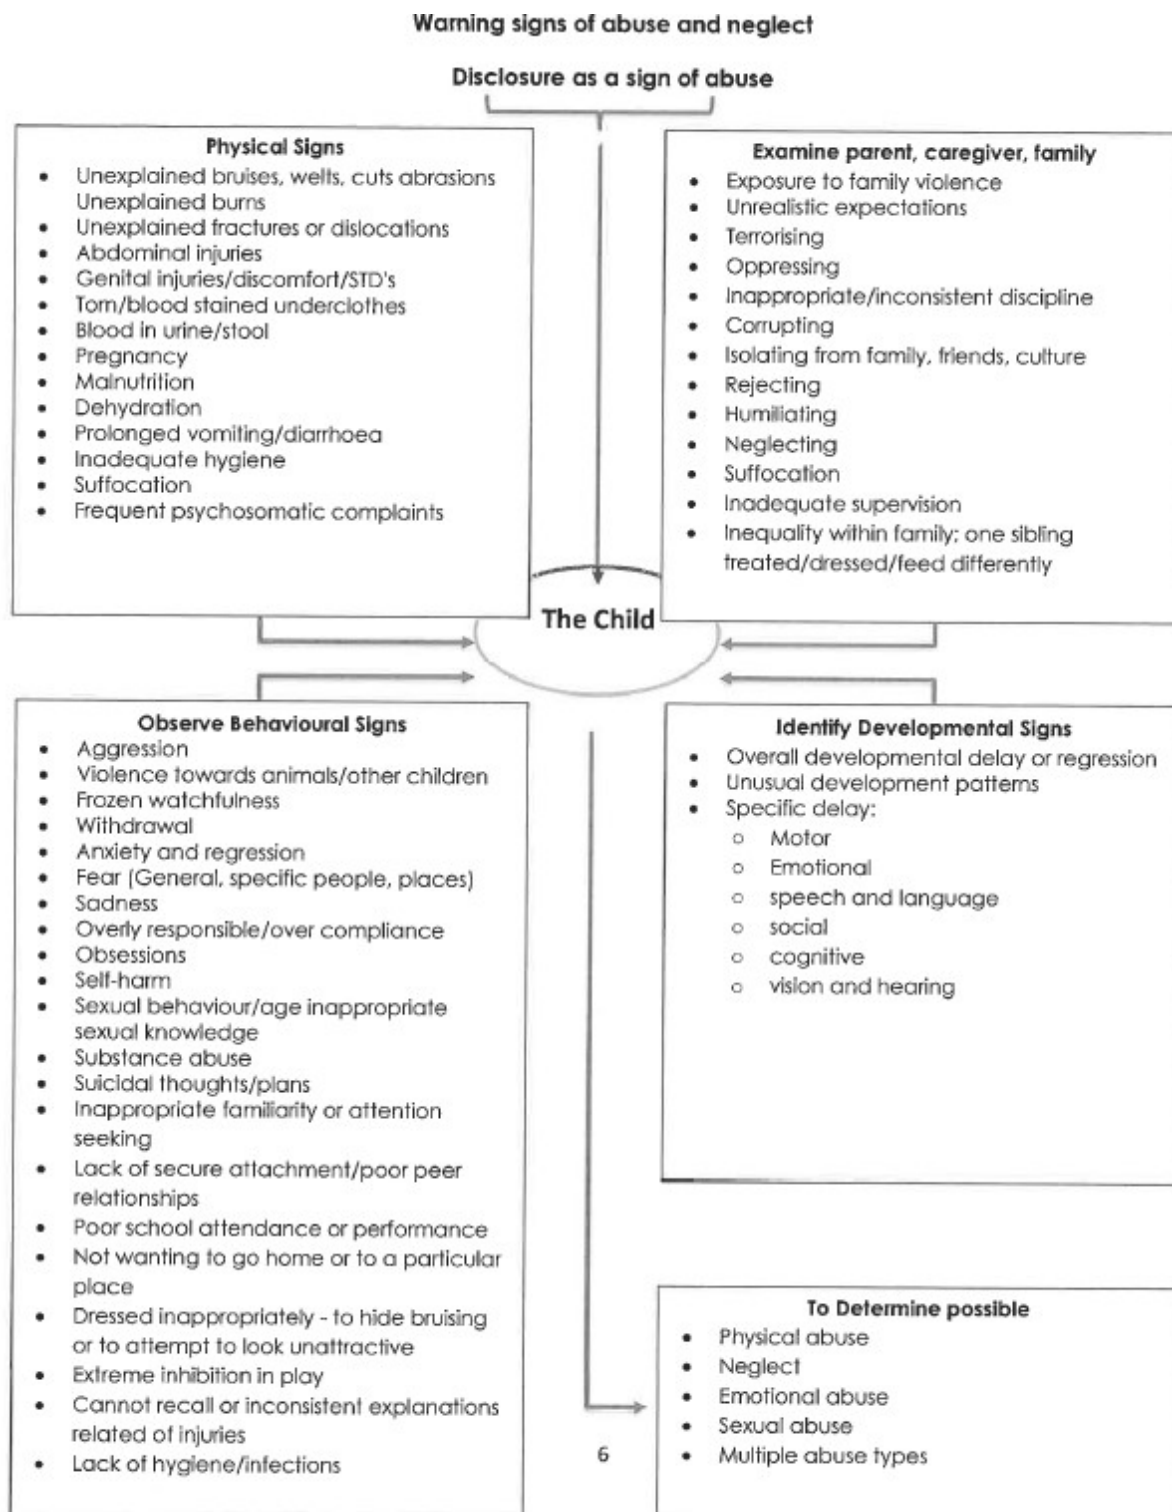 Warning signs of abuse and neglect
Disclosure as a sign of abuse
Physical Signs
• Unexplained bruises, welts, cuts abrasions
Unexplained burns
• Unexplained fractures or dislocations
• Abdominal injuries
• Genital injuries/discomfort/STD's
• Torn/blood stained underclothes
• Blood in urine/stool
• Pregnancy
• Malnutrition
• Dehydration
• Prolonged vomiting/diarrhoea
• Inadequate hygiene
• Suffocation
• Frequent psychosomatic complaints
Examine parent, caregiver, family
• Exposure to family violence
• Unrealistic expectations
• Terrorising
• Oppressing
• Inappropriate/inconsistent discipline
• Corrupting
• Isolating from family, friends, culture
• Rejecting
• Humiliating
• Neglecting
• Suffocation
• Inadequate supervision
• Inequality within family; one sibling
treated/dressed/feed differently
The Child
Observe Behavioural Signs
• Aggression
• Violence towards animals/other children
• Frozen watchfulness
• Withdrawal
• Anxiety and regression
• Fear (General, specific people, places)
• Sadness
• Overly responsible/over compliance
• Obsessions
• Self-harm
• Sexual behaviour/age inappropriate
sexual knowledge
• Substance abuse
• Suicidal thoughts/plans
• Inappropriate familiarity or attention
seeking
• Lack of secure attachment/poor peer
relationships
• Poor school attendance or performance
• Not wanting to go home or to a particular
place
• Dressed inappropriately - to hide bruising
or to attempt to look unattractive
• Extreme inhibition in play
• Cannot recall or inconsistent explanations
related of injuries
• Lack of hygiene/infections
Identify Developmental Signs
• Overall developmental delay or regression
• Unusual development patterns
• Specific delay:
o Motor
o Emotional
o speech and language
o social
o cognitive
o vision and hearing
To Determine possible
• Physical abuse
• Neglect
• Emotional abuse
• Sexual abuse
• Multiple abuse types
6